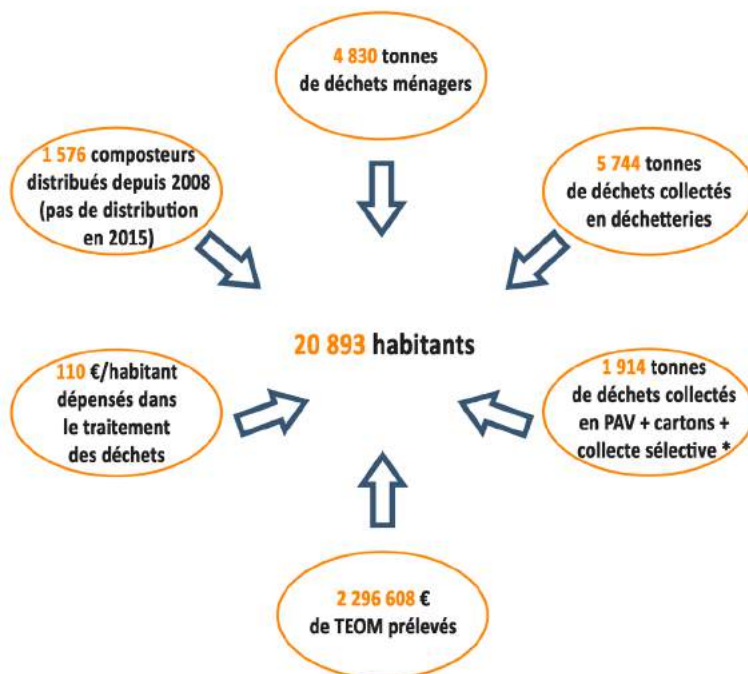 4 830 tonnes
de déchets ménagers
1 576 composteurs
distribués depuis 2008
(pas de distribution
en 2015)
5 744 tonnes
de déchets collectés
en déchetteries
20 893 habitants
110 €/habitant
dépensés dans
le traitement
des déchets
1 914 tonnes
de déchets collectés
en PAV + cartons +
collecte sélective *
2 296 608 €
de TEOM prélevés